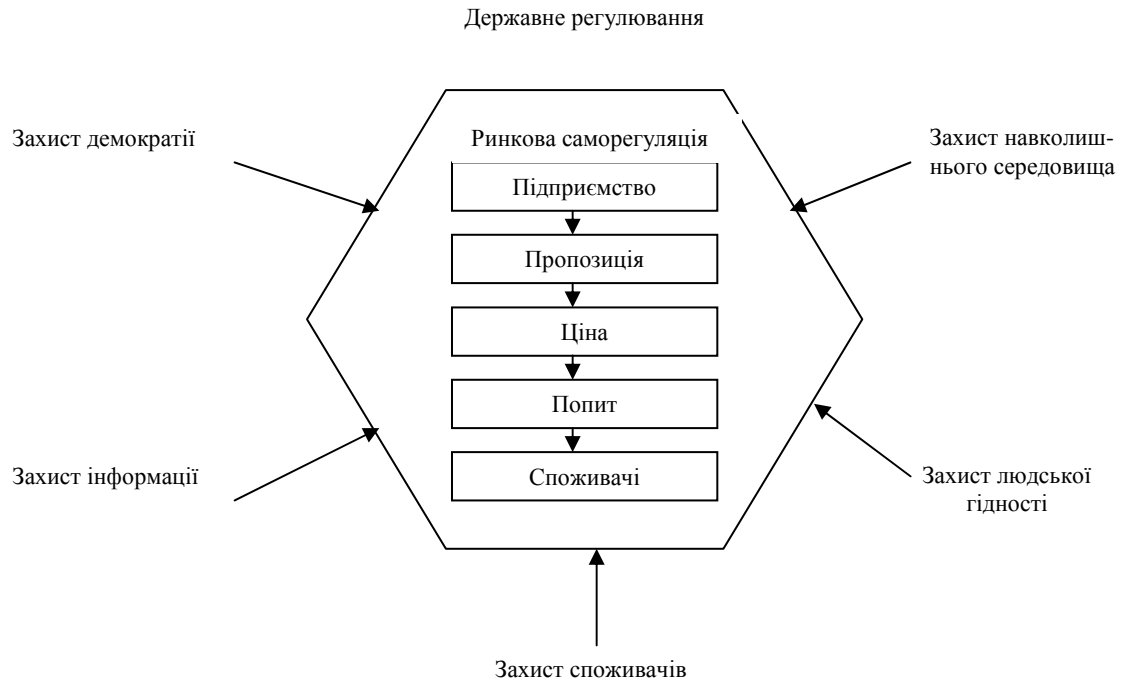 Державне регулювання
Захист демократії
Ринкова саморегуляція
Захист навколиш-
нього середовища
Підприємство
Пропозиція
Ціна
Попит
Споживачі
Захист інформації
Захист людської
гідності
Захист споживачів